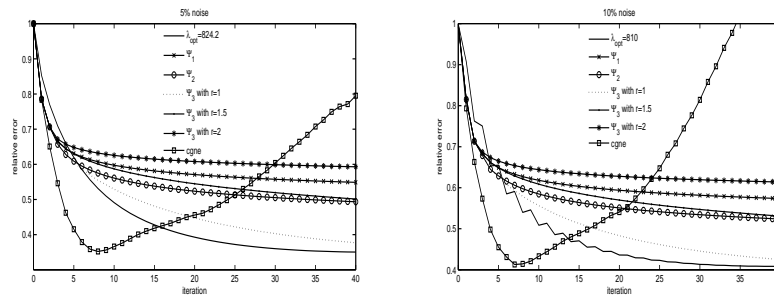 5% noise
1
0.9
0.8
0.7
0.6
0.5
0.4
0.3
0 5 10 15 20 25 30 35 40
relative error
iteration
λopt=824.2
Ψ1
Ψ2
Ψ3 with r=1
Ψ3 with r=1.5
Ψ3 with r=2
cgne
10% noise
1
0.9
0.8
0.7
0.6
0.5
0.4
0 5 10 15 20 25 30 35
relative error
iteration
λopt=810
Ψ1
Ψ2
Ψ3 with r=1
Ψ3 with r=1.5
Ψ3 with r=2
cgne